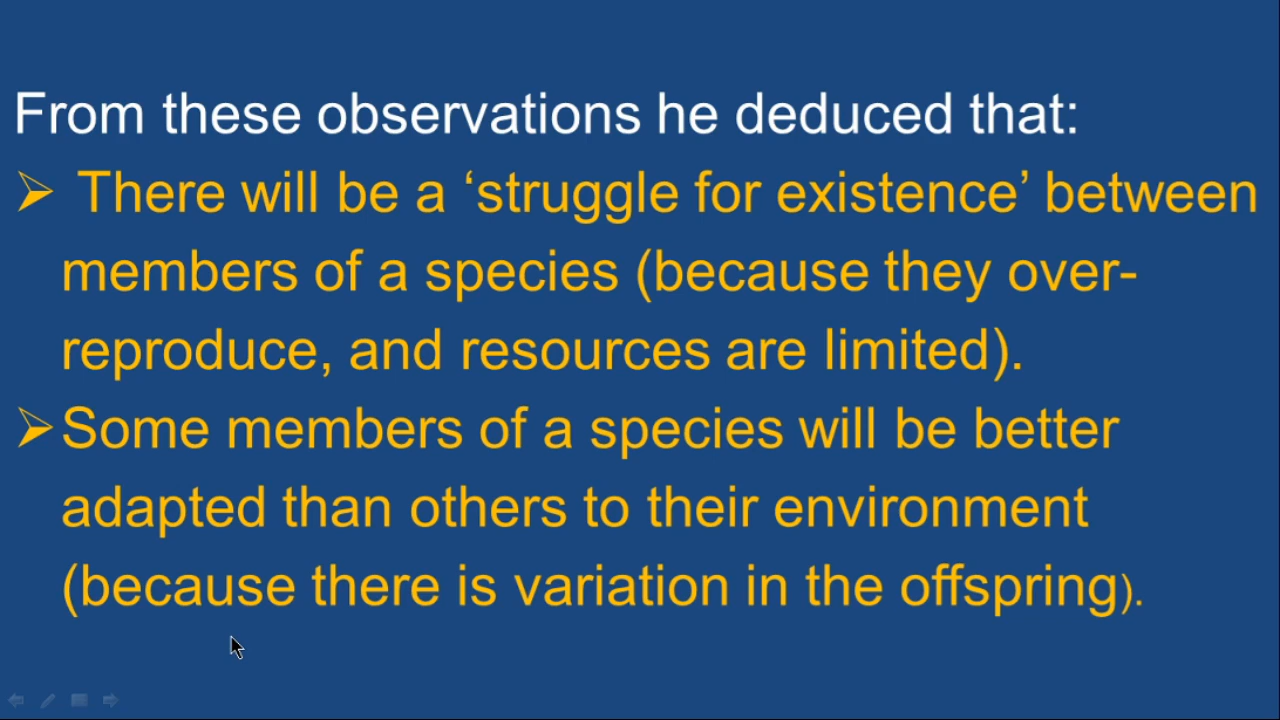 From these observations he deduced that:
➢ There will be a ‘struggle for existence’ between
members of a species (because they over-
reproduce, and resources are limited).
➢Some members of a species will be better
adapted than others to their environment
(because there is variation in the offspring).